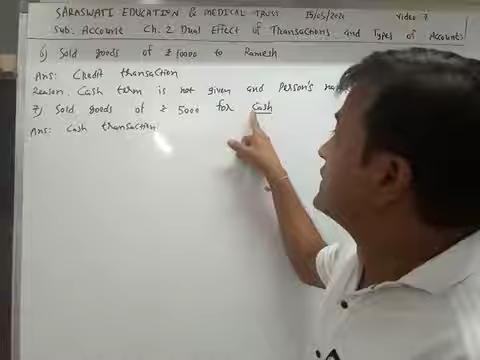 SARASWATI EDUCATION & MEDICAL TRUST 15/05/2021 Video 7
Sub. Account Ch. 2 Dual Effect of Transactions and Types of Accounts
6) Sold goods of ₹ 10000 to Ramesh
Ans: Credit transaction
Reason: Cash term is not given and Person's
7) Sold goods of ₹ 5000 for Cash
Ans: Cash transaction